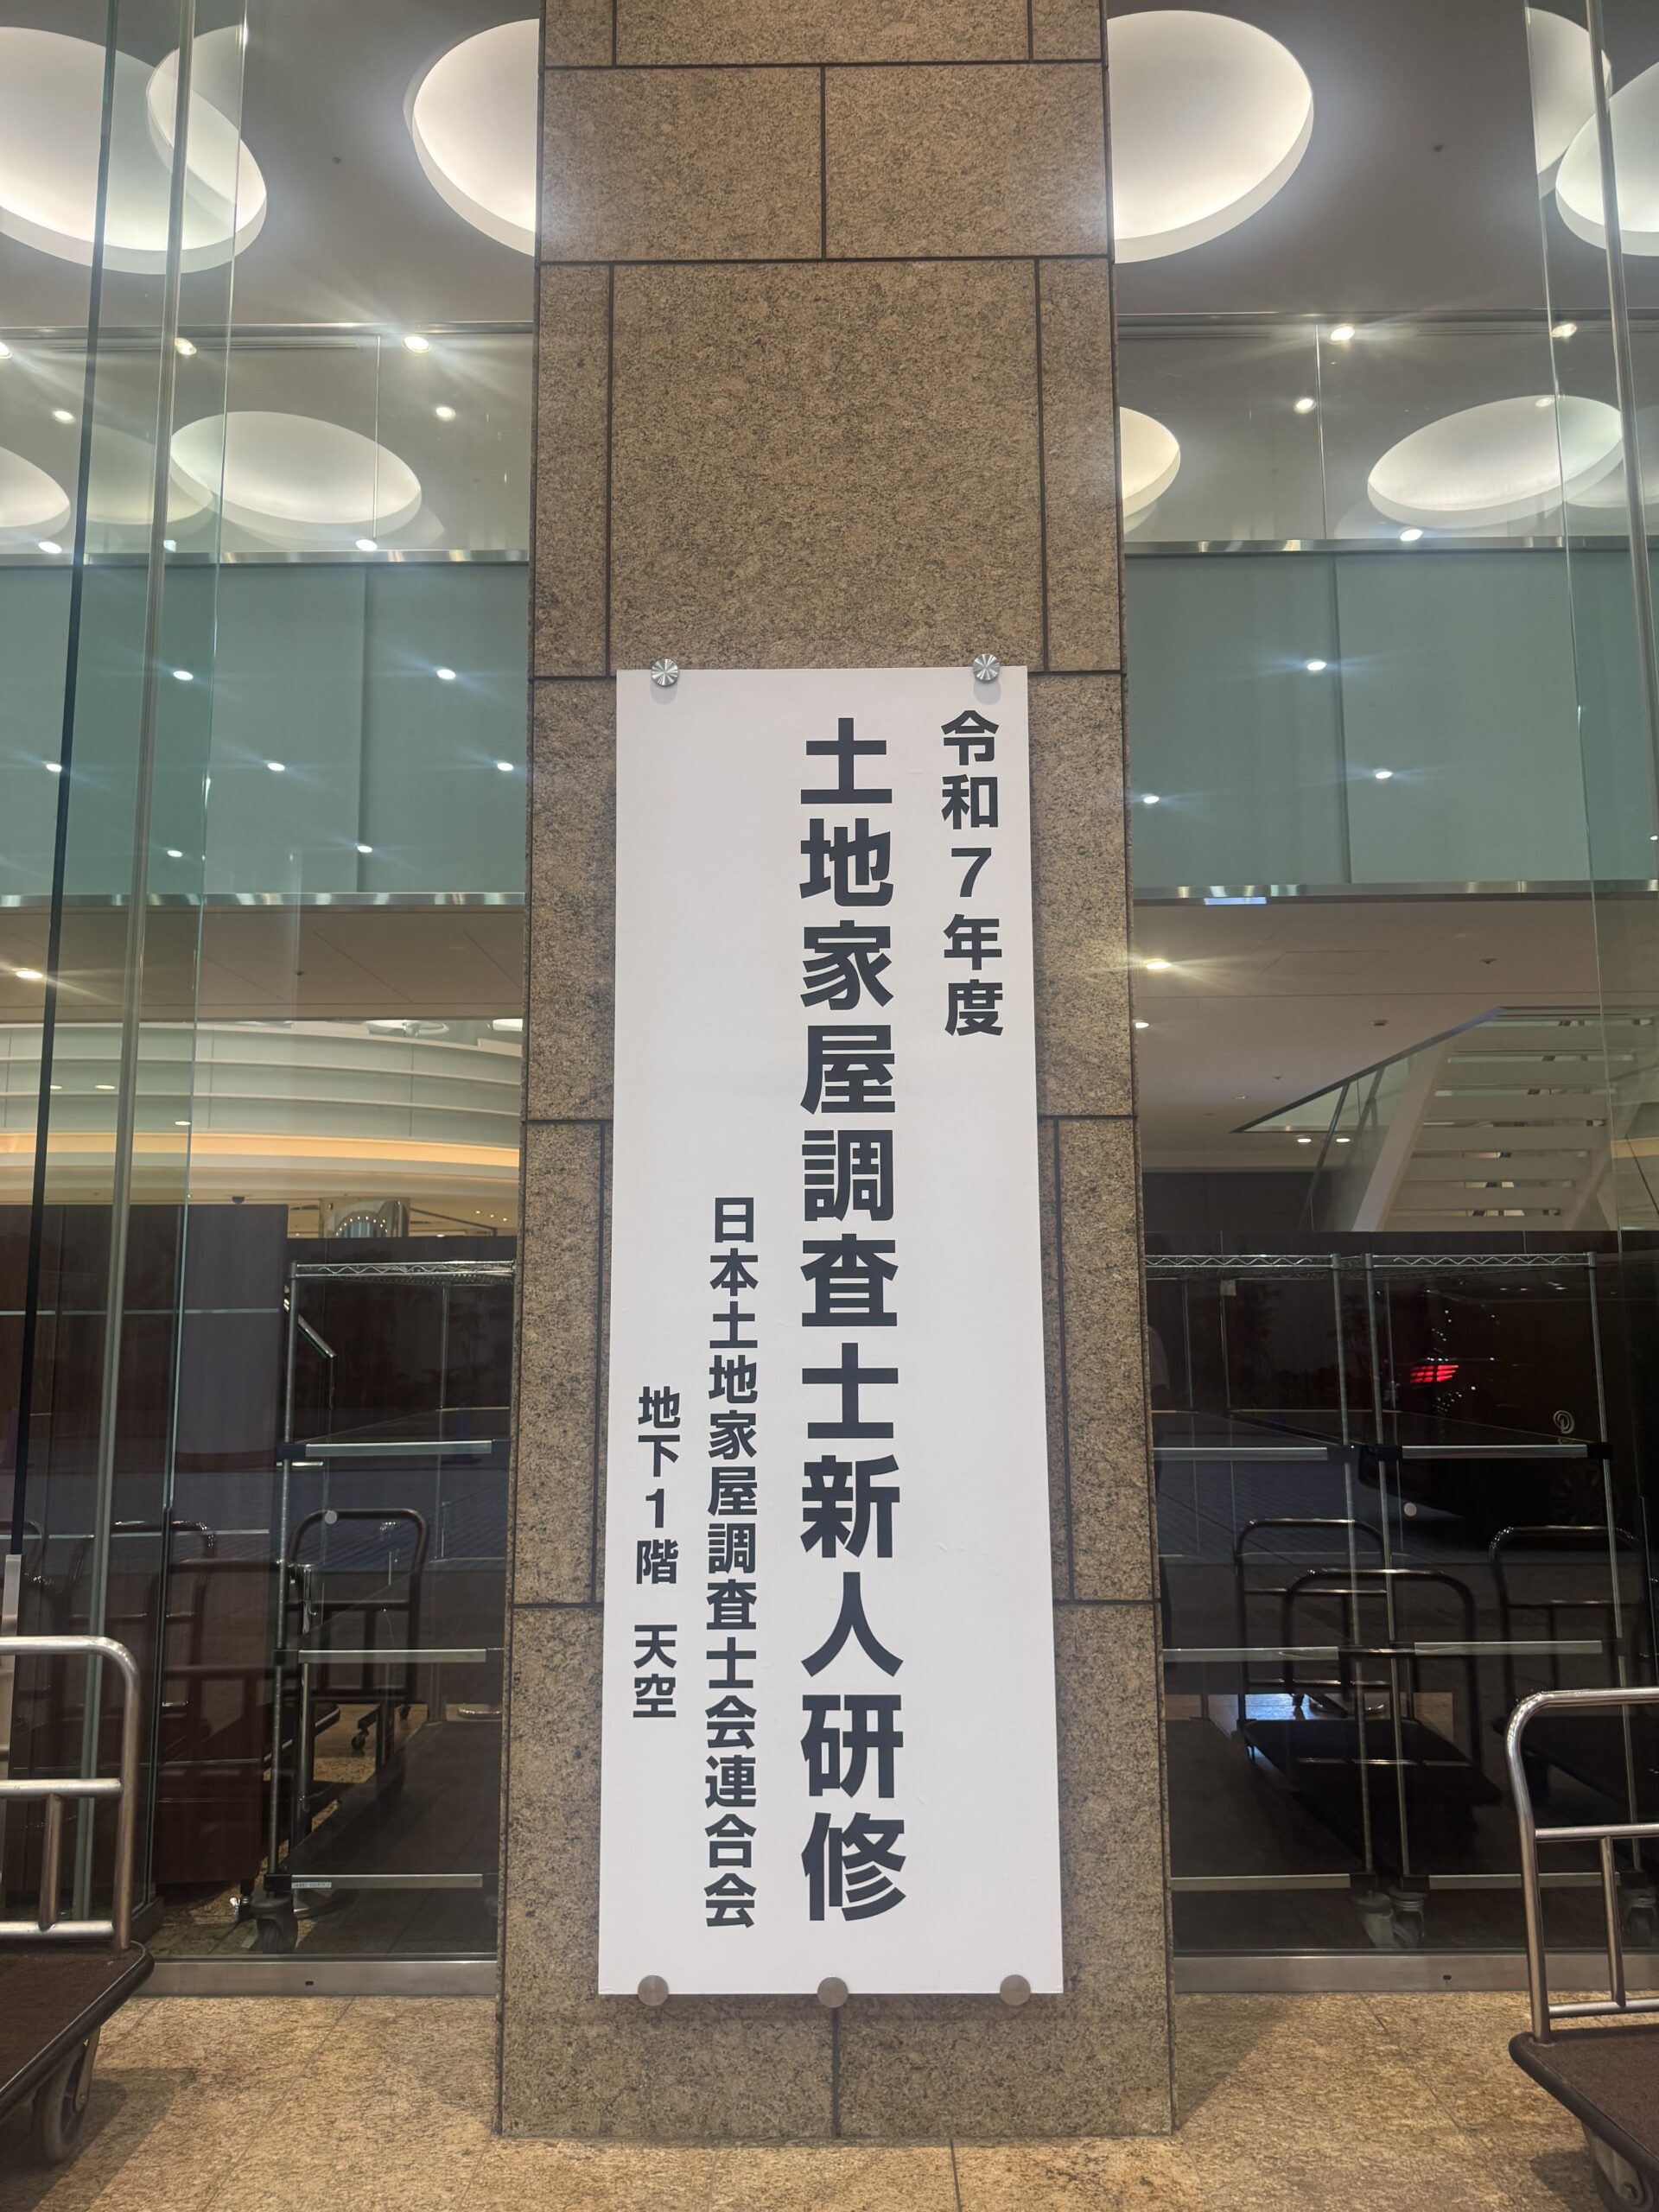 令和7年度
土地家屋調査士新人研修
日本土地家屋調査士会連合会
地下1階 天空